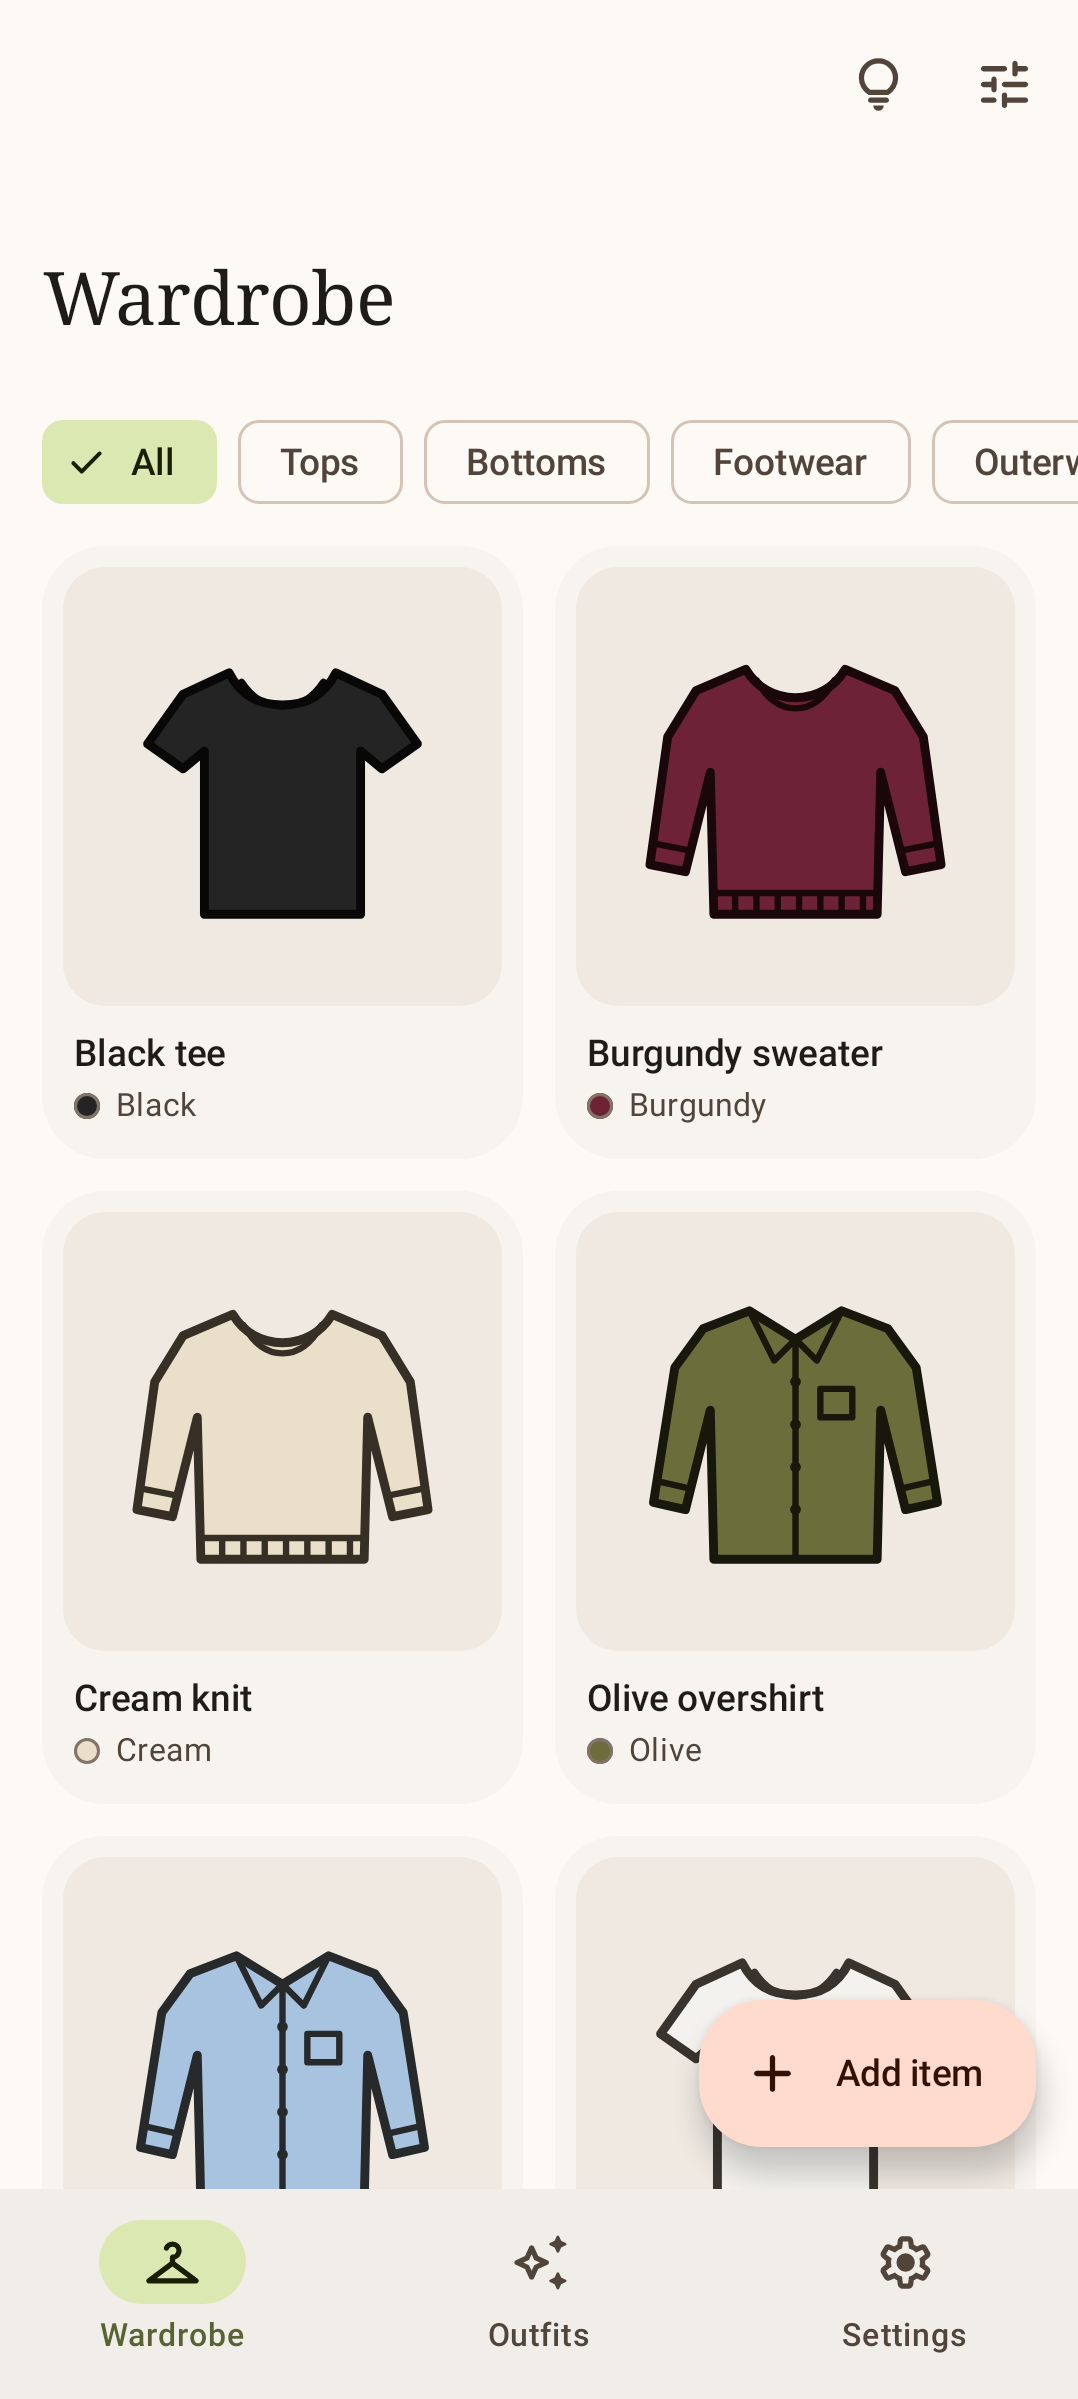 Wardrobe
All
Tops
Bottoms
Footwear
Black tee
Black
Burgundy sweater
Burgundy
Cream knit
Cream
Olive overshirt
Olive
Add item
Wardrobe
Outfits
Settings